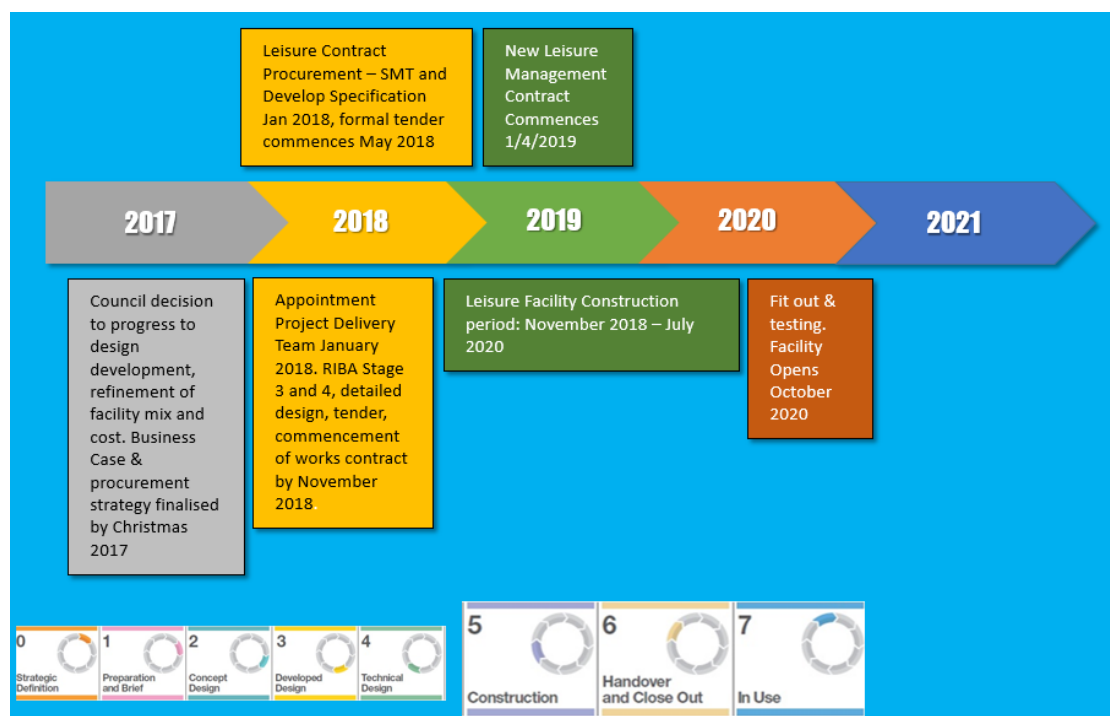 Leisure Contract
Procurement – SMT and
Develop Specification
Jan 2018, formal tender
commences May 2018
New Leisure
Management
Contract
Commences
1/4/2019
2017
2018
2019
2020
2021
Council decision
to progress to
design
development,
refinement of
facility mix and
cost. Business
Case &
procurement
strategy finalised
by Christmas
2017
Appointment
Project Delivery
Team January
2018. RIBA Stage
3 and 4, detailed
design, tender,
commencement
of works contract
by November
2018.
Leisure Facility Construction
period: November 2018 – July
2020
Fit out &
testing.
Facility
Opens
October
2020
0
Strategic
Definition
1
Preparation
and Brief
2
Concept
Design
3
Developed
Design
4
Technical
Design
5
Construction
6
Handover
and Close Out
7
In Use